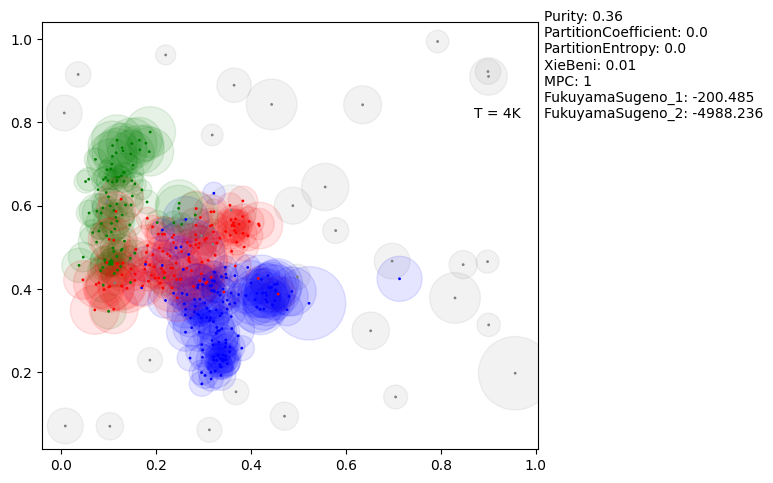 Purity: 0.36
PartitionCoefficient: 0.0
PartitionEntropy: 0.0
XieBeni: 0.01
MPC: 1
FukuyamaSugeno_1: -200.485
FukuyamaSugeno_2: -4988.236
T = 4K
1.0
0.8
0.6
0.4
0.2
0.0 0.2 0.4 0.6 0.8 1.0